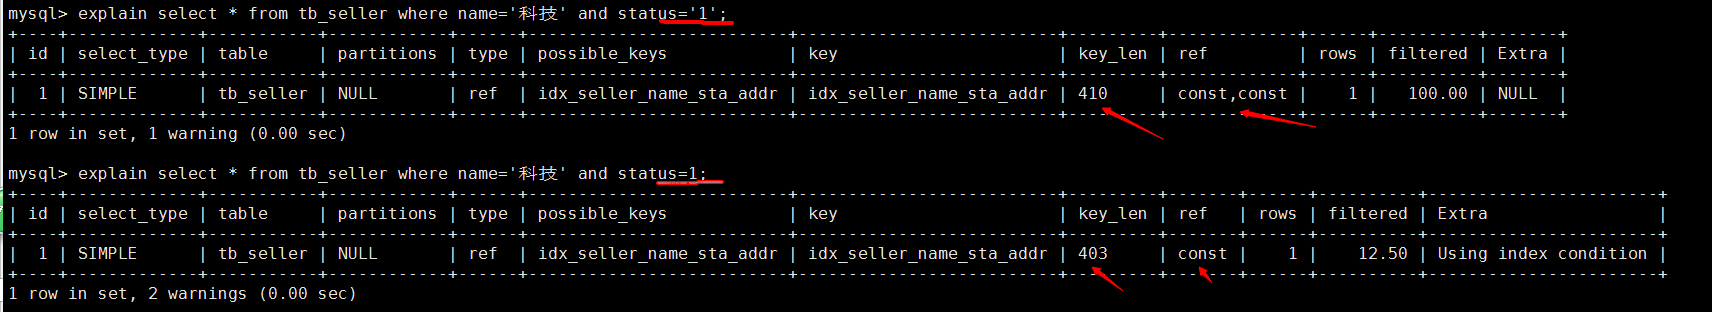 mysql> explain select * from tb_seller where name='科技' and status='1';
+----+-------------+-----------+------------+------+--------------------------+--------------------------+---------+-------------+------+----------+-------+
| id | select_type | table     | partitions | type | possible_keys            | key                      | key_len | ref         | rows | filtered | Extra |
+----+-------------+-----------+------------+------+--------------------------+--------------------------+---------+-------------+------+----------+-------+
|  1 | SIMPLE      | tb_seller | NULL       | ref  | idx_seller_name_sta_addr | idx_seller_name_sta_addr | 410     | const,const |    1 |   100.00 | NULL  |
+----+-------------+-----------+------------+------+--------------------------+--------------------------+---------+-------------+------+----------+-------+
1 row in set, 1 warning (0.00 sec)
mysql> explain select * from tb_seller where name='科技' and status=1;
+----+-------------+-----------+------------+------+--------------------------+--------------------------+---------+-------+------+----------+-----------------------+
| id | select_type | table     | partitions | type | possible_keys            | key                      | key_len | ref   | rows | filtered | Extra                 |
+----+-------------+-----------+------------+------+--------------------------+--------------------------+---------+-------+------+----------+-----------------------+
|  1 | SIMPLE      | tb_seller | NULL       | ref  | idx_seller_name_sta_addr | idx_seller_name_sta_addr | 403     | const |    1 |    12.50 | Using index condition |
+----+-------------+-----------+------------+------+--------------------------+--------------------------+---------+-------+------+----------+-----------------------+
1 row in set, 2 warnings (0.00 sec)